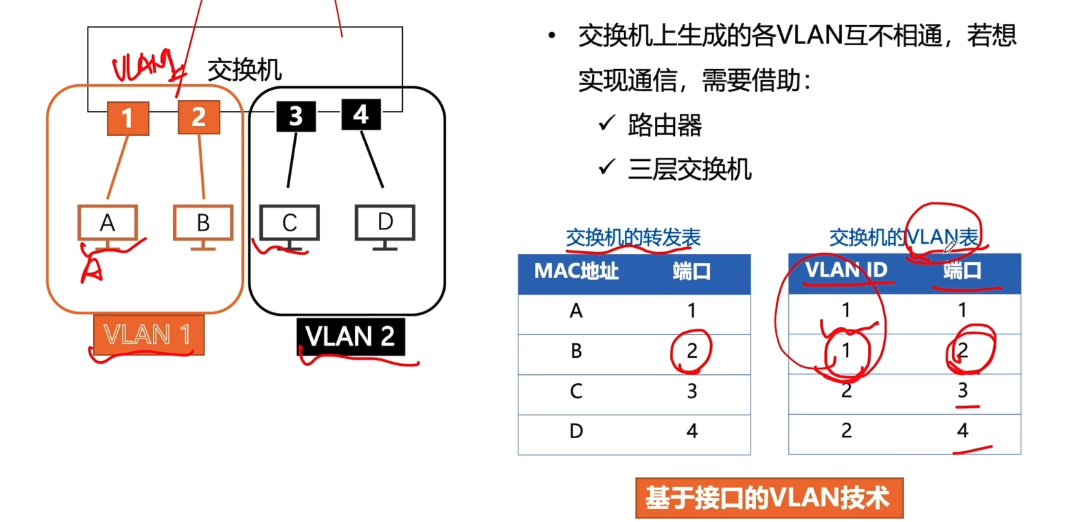 VLAN1
交换机
1
2
3
4
A
B
C
D
A
VLAN 1
VLAN 2
• 交换机上生成的各VLAN互不相通，若想
实现通信，需要借助：
✓ 路由器
✓ 三层交换机
交换机的转发表
MAC地址 端口
A 1
B 2
C 3
D 4
交换机的VLAN表
VLAN ID 端口
1 1
1 2
2 3
2 4
基于接口的VLAN技术